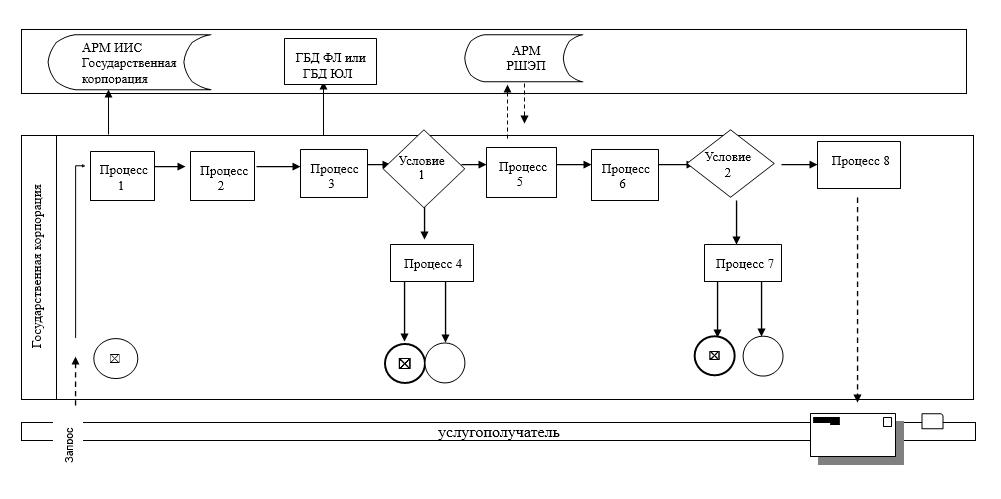 АРМ ИИС
Государственная
корпорация
ГБД ФЛ или
ГБД ЮЛ
АРМ
РШЭП
Государственная корпорация
Процесс
1
Процесс
2
Процесс
3
Условие
1
Процесс
5
Процесс
6
Условие
2
Процесс 8
Процесс 4
Процесс 7
Запрос
услугополучатель